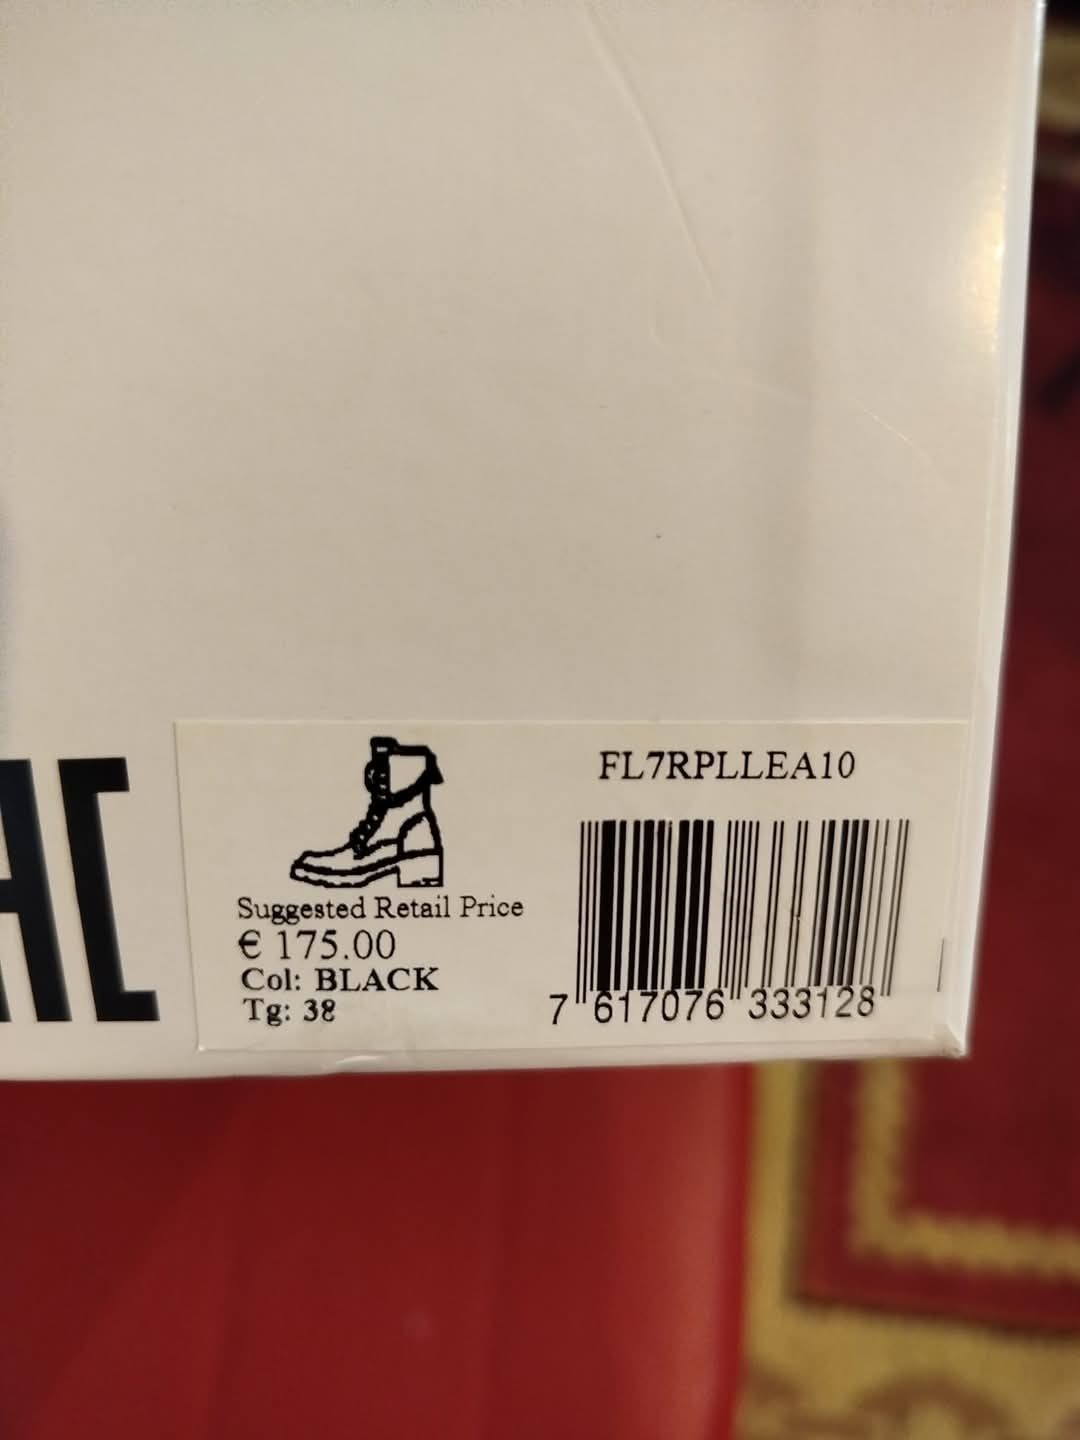 FL7RPLLEA10
Suggested Retail Price
€ 175.00
Col: BLACK
Tg: 38
7 617076 333128